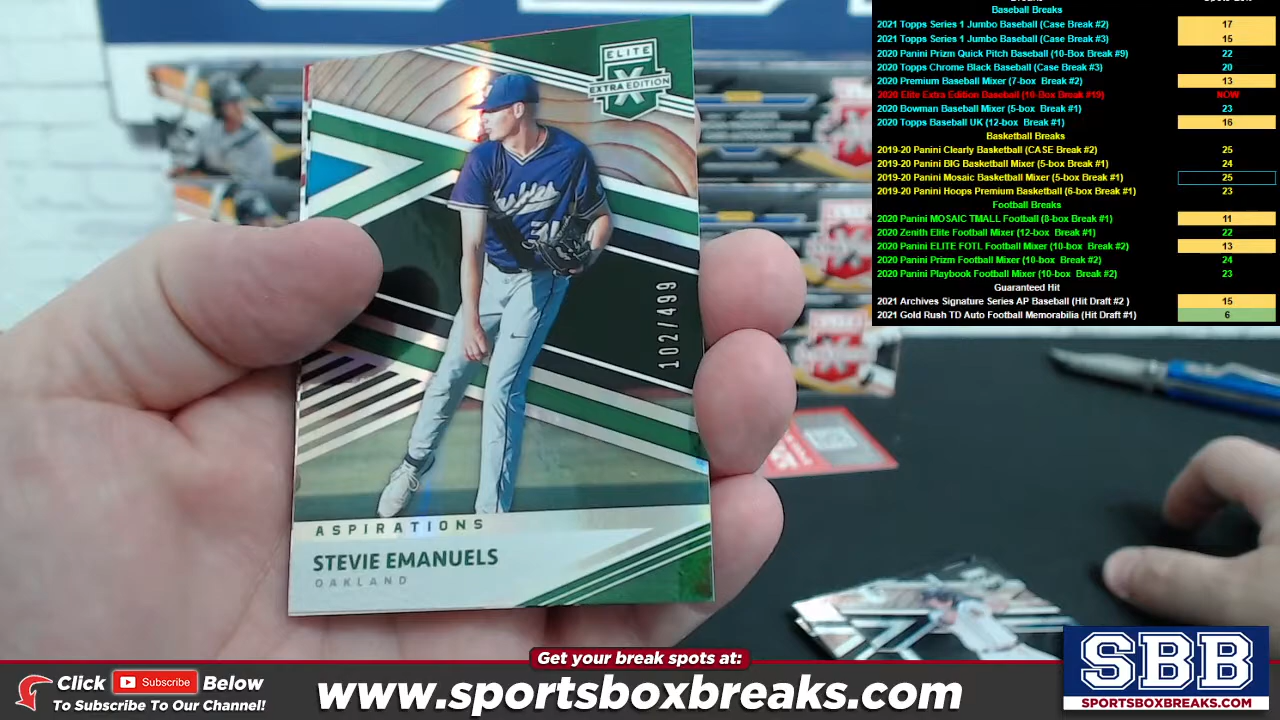 Baseball Breaks
2021 Topps Series 1 Jumbo Baseball (Case Break #2) 17
2021 Topps Series 1 Jumbo Baseball (Case Break #3) 15
2020 Panini Prizm Quick Pitch Baseball (10-Box Break #9) 22
2020 Topps Chrome Black Baseball (Case Break #3) 20
2020 Premium Baseball Mixer (7-box Break #2) 13
2020 Elite Extra Edition Baseball (10-Box Break #19) NOW
2020 Bowman Baseball Mixer (5-box Break #1) 23
2020 Topps Baseball UK (12-box Break #1) 16
Basketball Breaks
2019-20 Panini Clearly Basketball (CASE Break #2) 25
2019-20 Panini BIG Basketball Mixer (5-box Break #1) 24
2019-20 Panini Mosaic Basketball Mixer (5-box Break #1) 25
2019-20 Panini Hoops Premium Basketball (6-box Break #1) 23
Football Breaks
2020 Panini MOSAIC TMALL Football (8-box Break #1) 11
2020 Zenith Elite Football Mixer (12-box Break #1) 22
2020 Panini ELITE FOTL Football Mixer (10-box Break #2) 13
2020 Panini Prizm Football Mixer (10-box Break #2) 24
2020 Panini Playbook Football Mixer (10-box Break #2) 23
Guaranteed Hit
2021 Archives Signature Series AP Baseball (Hit Draft #2 ) 15
2021 Gold Rush TD Auto Football Memorabilia (Hit Draft #1) 6
ELITE
EXTRA EDITION
X
31
102/499
ASPIRATIONS
STEVIE EMANUELS
OAKLAND
Get your break spots at:
Click Subscribe Below
To Subscribe To Our Channel!
www.sportsboxbreaks.com
SBB
SPORTSBOXBREAKS.COM